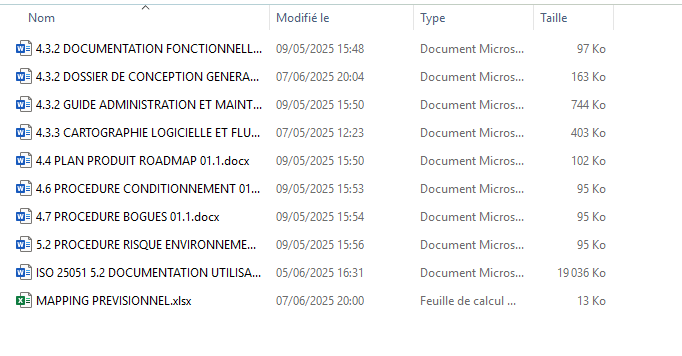 Nom Modifié le Type Taille
4.3.2 DOCUMENTATION FONCTIONNELL... 09/05/2025 15:48 Document Micros... 97 Ko
4.3.2 DOSSIER DE CONCEPTION GENERA... 07/06/2025 20:04 Document Micros... 163 Ko
4.3.2 GUIDE ADMINISTRATION ET MAINT... 09/05/2025 15:50 Document Micros... 744 Ko
4.3.3 CARTOGRAPHIE LOGICIELLE ET FLU... 07/05/2025 12:23 Document Micros... 403 Ko
4.4 PLAN PRODUIT ROADMAP 01.1.docx 09/05/2025 15:50 Document Micros... 102 Ko
4.6 PROCEDURE CONDITIONNEMENT 01... 09/05/2025 15:53 Document Micros... 95 Ko
4.7 PROCEDURE BOGUES 01.1.docx 09/05/2025 15:54 Document Micros... 95 Ko
5.2 PROCEDURE RISQUE ENVIRONNEME... 09/05/2025 15:56 Document Micros... 95 Ko
ISO 25051 5.2 DOCUMENTATION UTILISA... 05/06/2025 16:31 Document Micros... 19 036 Ko
MAPPING PREVISIONNEL.xlsx 07/06/2025 20:00 Feuille de calcul ... 13 Ko